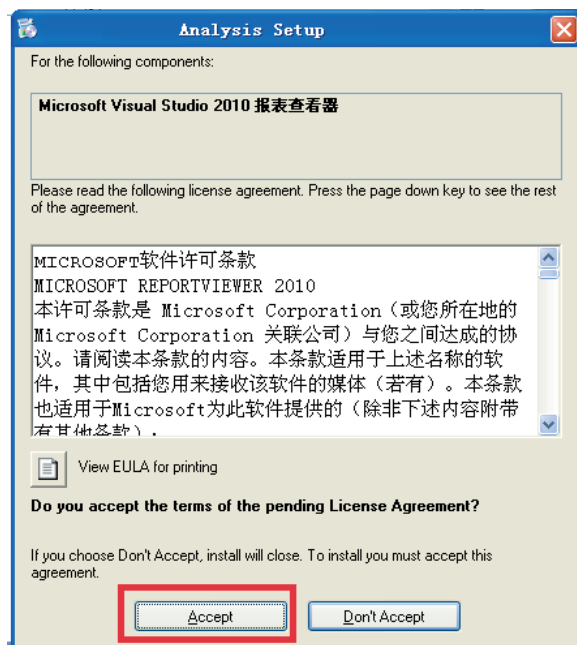 Analysis Setup
For the following components:
Microsoft Visual Studio 2010 报表查看器
Please read the following license agreement. Press the page down key to see the rest
of the agreement.
MICROSOFT软件许可条款
MICROSOFT REPORTVIEWER 2010
本许可条款是 Microsoft Corporation（或您所在地的
Microsoft Corporation 关联公司）与您之间达成的协
议。请阅读本条款的内容。本条款适用于上述名称的软
件，其中包括您用来接收该软件的媒体（若有）。本条款
也适用于Microsoft为此软件提供的（除非下述内容附带
有其他条款）：
View EULA for printing
Do you accept the terms of the pending License Agreement?
If you choose Don't Accept, install will close. To install you must accept this
agreement.
Accept
Don't Accept